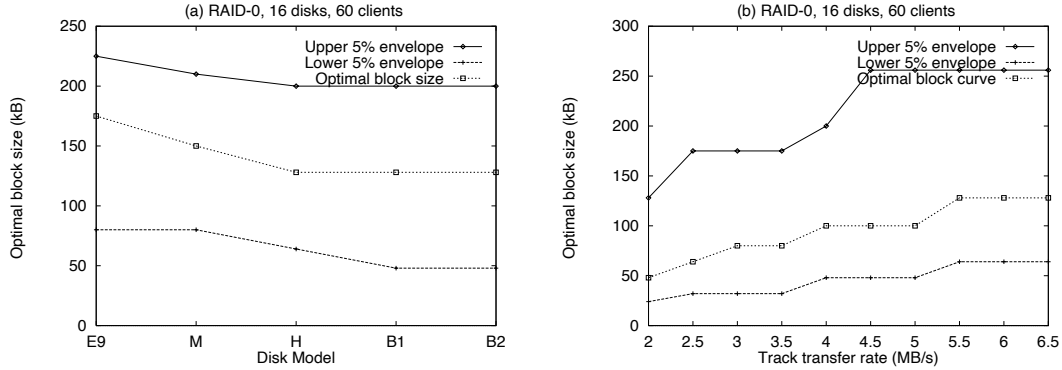 (a) RAID-0, 16 disks, 60 clients
Optimal block size (kB)
250
200
150
100
50
0
Upper 5% envelope
Lower 5% envelope
Optimal block size
E9 M H B1 B2
Disk Model
(b) RAID-0, 16 disks, 60 clients
Optimal block size (kB)
300
250
200
150
100
50
0
Upper 5% envelope
Lower 5% envelope
Optimal block curve
2 2.5 3 3.5 4 4.5 5 5.5 6 6.5
Track transfer rate (MB/s)